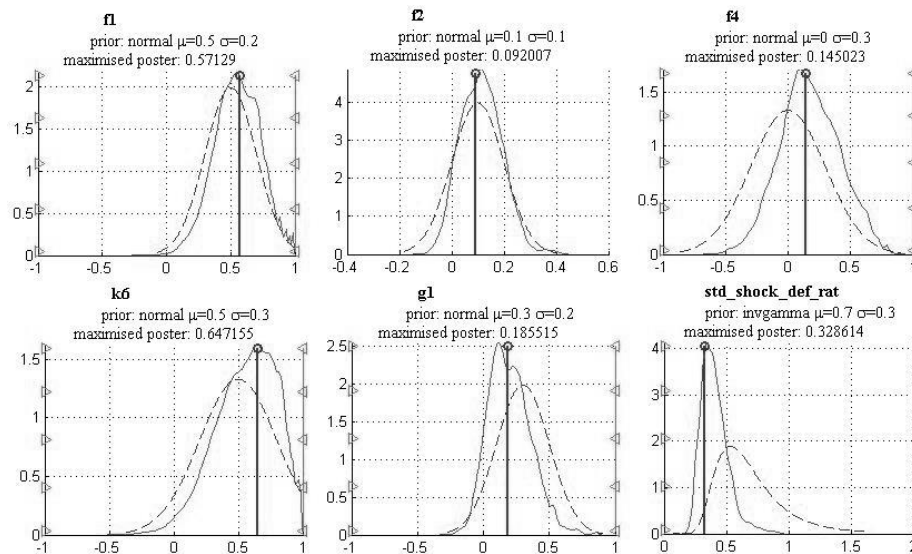 f1
prior: normal μ=0.5 σ=0.2
maximised poster: 0.57129
2
1.5
1
0.5
0
-1 -0.5 0 0.5 1
f2
prior: normal μ=0.1 σ=0.1
maximised poster: 0.092007
4
3
2
1
0
-0.4 -0.2 0 0.2 0.4 0.6
f4
prior: normal μ=0 σ=0.3
maximised poster: 0.145023
1.5
1
0.5
0
-1 -0.5 0 0.5 1
k6
prior: normal μ=0.5 σ=0.3
maximised poster: 0.647155
1.5
1
0.5
0
-1 -0.5 0 0.5 1
g1
prior: normal μ=0.3 σ=0.2
maximised poster: 0.185515
2.5
2
1.5
1
0.5
0
-1 -0.5 0 0.5 1
std_shock_def_rat
prior: invgamma μ=0.7 σ=0.3
maximised poster: 0.328614
4
3
2
1
0
0 0.5 1 1.5 2